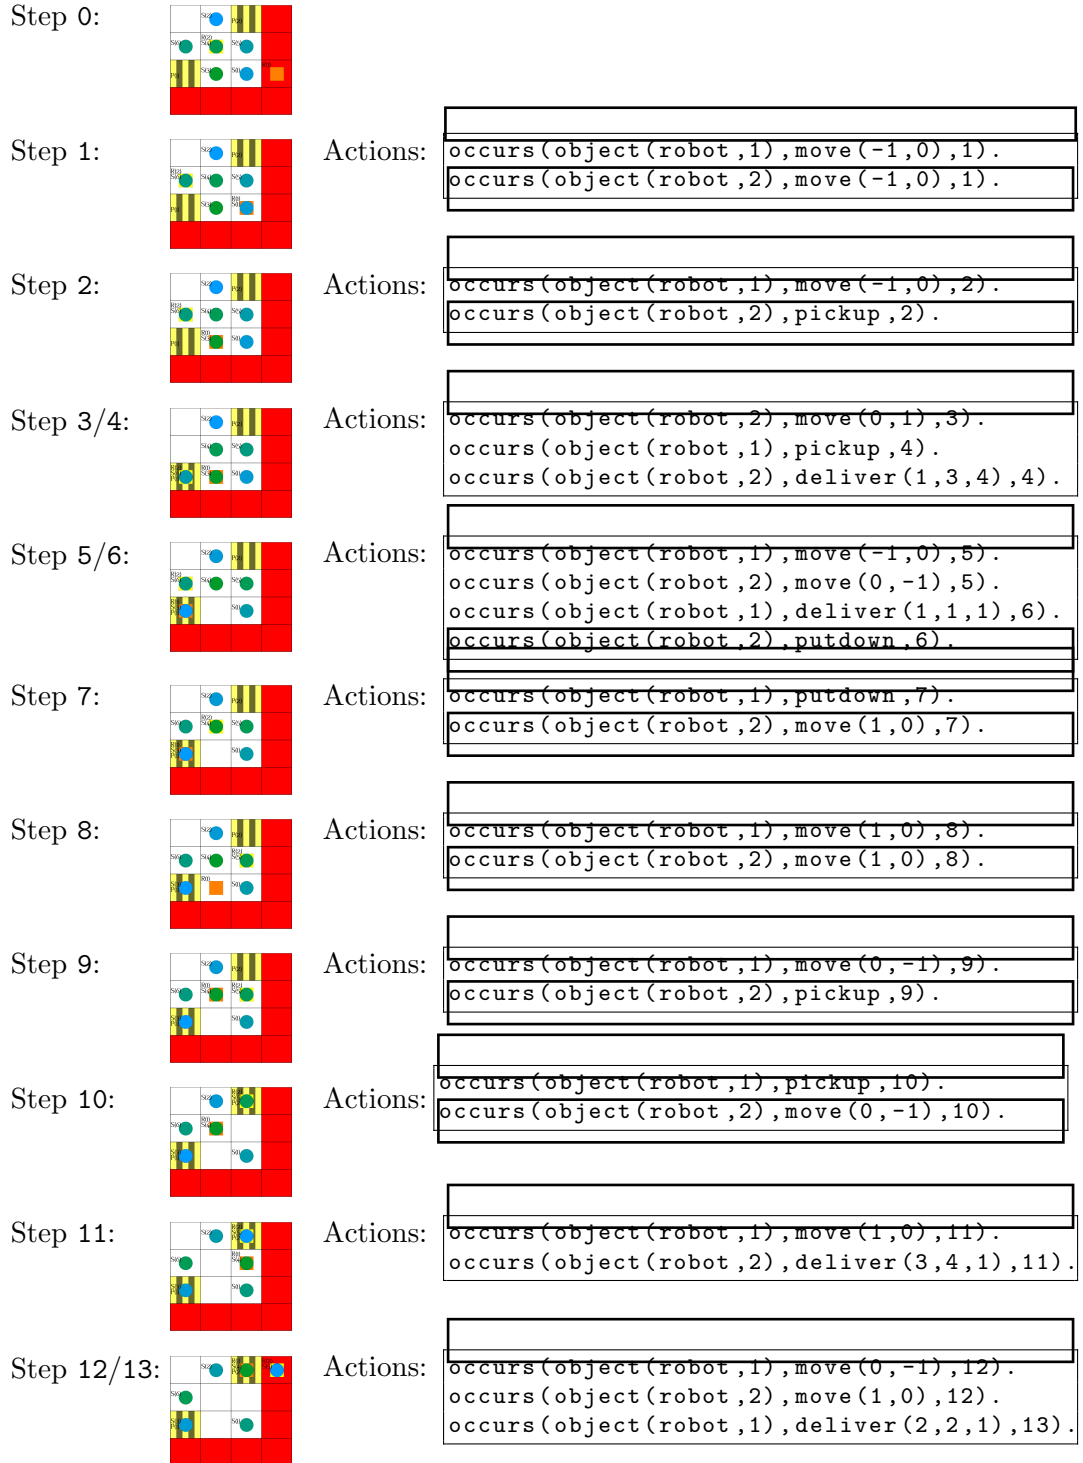 Step 0:
Step 1: Actions: occurs(object(robot,1),move(-1,0),1).
occurs(object(robot,2),move(-1,0),1).
Step 2: Actions: occurs(object(robot,1),move(-1,0),2).
occurs(object(robot,2),pickup,2).
Step 3/4: Actions: occurs(object(robot,2),move(0,1),3).
occurs(object(robot,1),pickup,4).
occurs(object(robot,2),deliver(1,3,4),4).
Step 5/6: Actions: occurs(object(robot,1),move(-1,0),5).
occurs(object(robot,2),move(0,-1),5).
occurs(object(robot,1),deliver(1,1,1),6).
occurs(object(robot,2),putdown,6).
Step 7: Actions: occurs(object(robot,1),putdown,7).
occurs(object(robot,2),move(1,0),7).
Step 8: Actions: occurs(object(robot,1),move(1,0),8).
occurs(object(robot,2),move(1,0),8).
Step 9: Actions: occurs(object(robot,1),move(0,-1),9).
occurs(object(robot,2),pickup,9).
Step 10: Actions: occurs(object(robot,1),pickup,10).
occurs(object(robot,2),move(0,-1),10).
Step 11: Actions: occurs(object(robot,1),move(1,0),11).
occurs(object(robot,2),deliver(3,4,1),11).
Step 12/13: Actions: occurs(object(robot,1),move(0,-1),12).
occurs(object(robot,2),move(1,0),12).
occurs(object(robot,1),deliver(2,2,1),13).